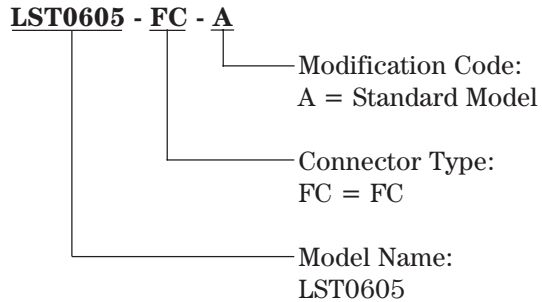 LST0605 - FC - A
Modification Code:
A = Standard Model
Connector Type:
FC = FC
Model Name:
LST0605